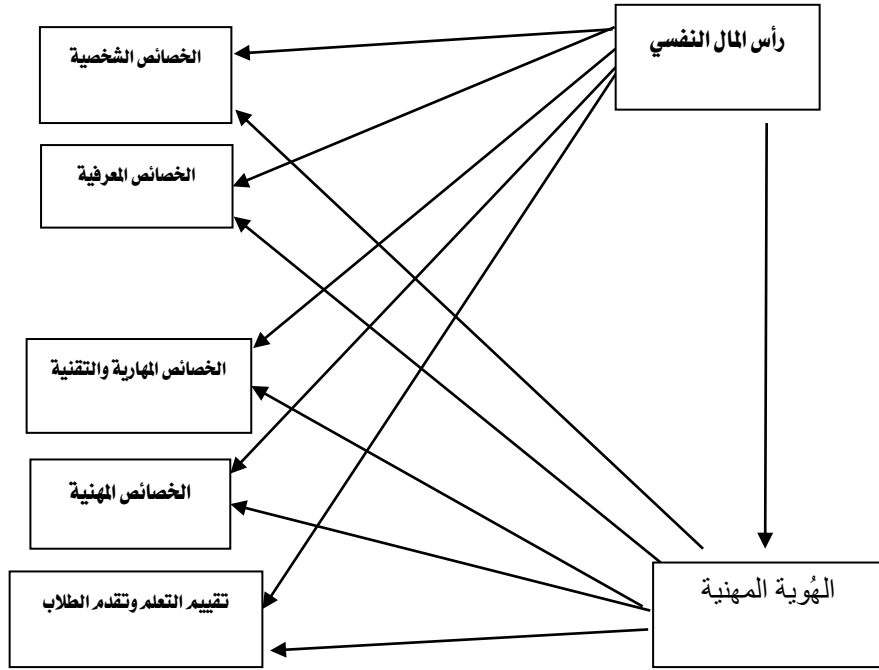 رأس المال النفسي
الخصائص الشخصية
الخصائص المعرفية
الخصائص المهارية والتقنية
الخصائص المهنية
الهُوية المهنية
تقييم التعلم وتقدم الطلاب